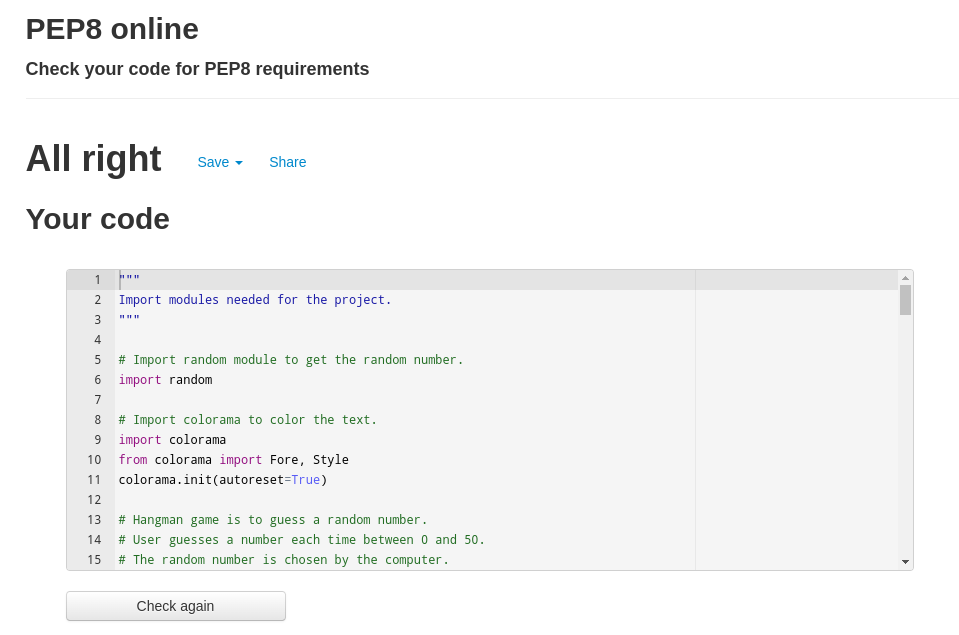 PEP8 online
Check your code for PEP8 requirements
All right Save Share
Your code
1 """
2 Import modules needed for the project.
3 """
4
5 # Import random module to get the random number.
6 import random
7
8 # Import colorama to color the text.
9 import colorama
10 from colorama import Fore, Style
11 colorama.init(autoreset=True)
12
13 # Hangman game is to guess a random number.
14 # User guesses a number each time between 0 and 50.
15 # The random number is chosen by the computer.
Check again